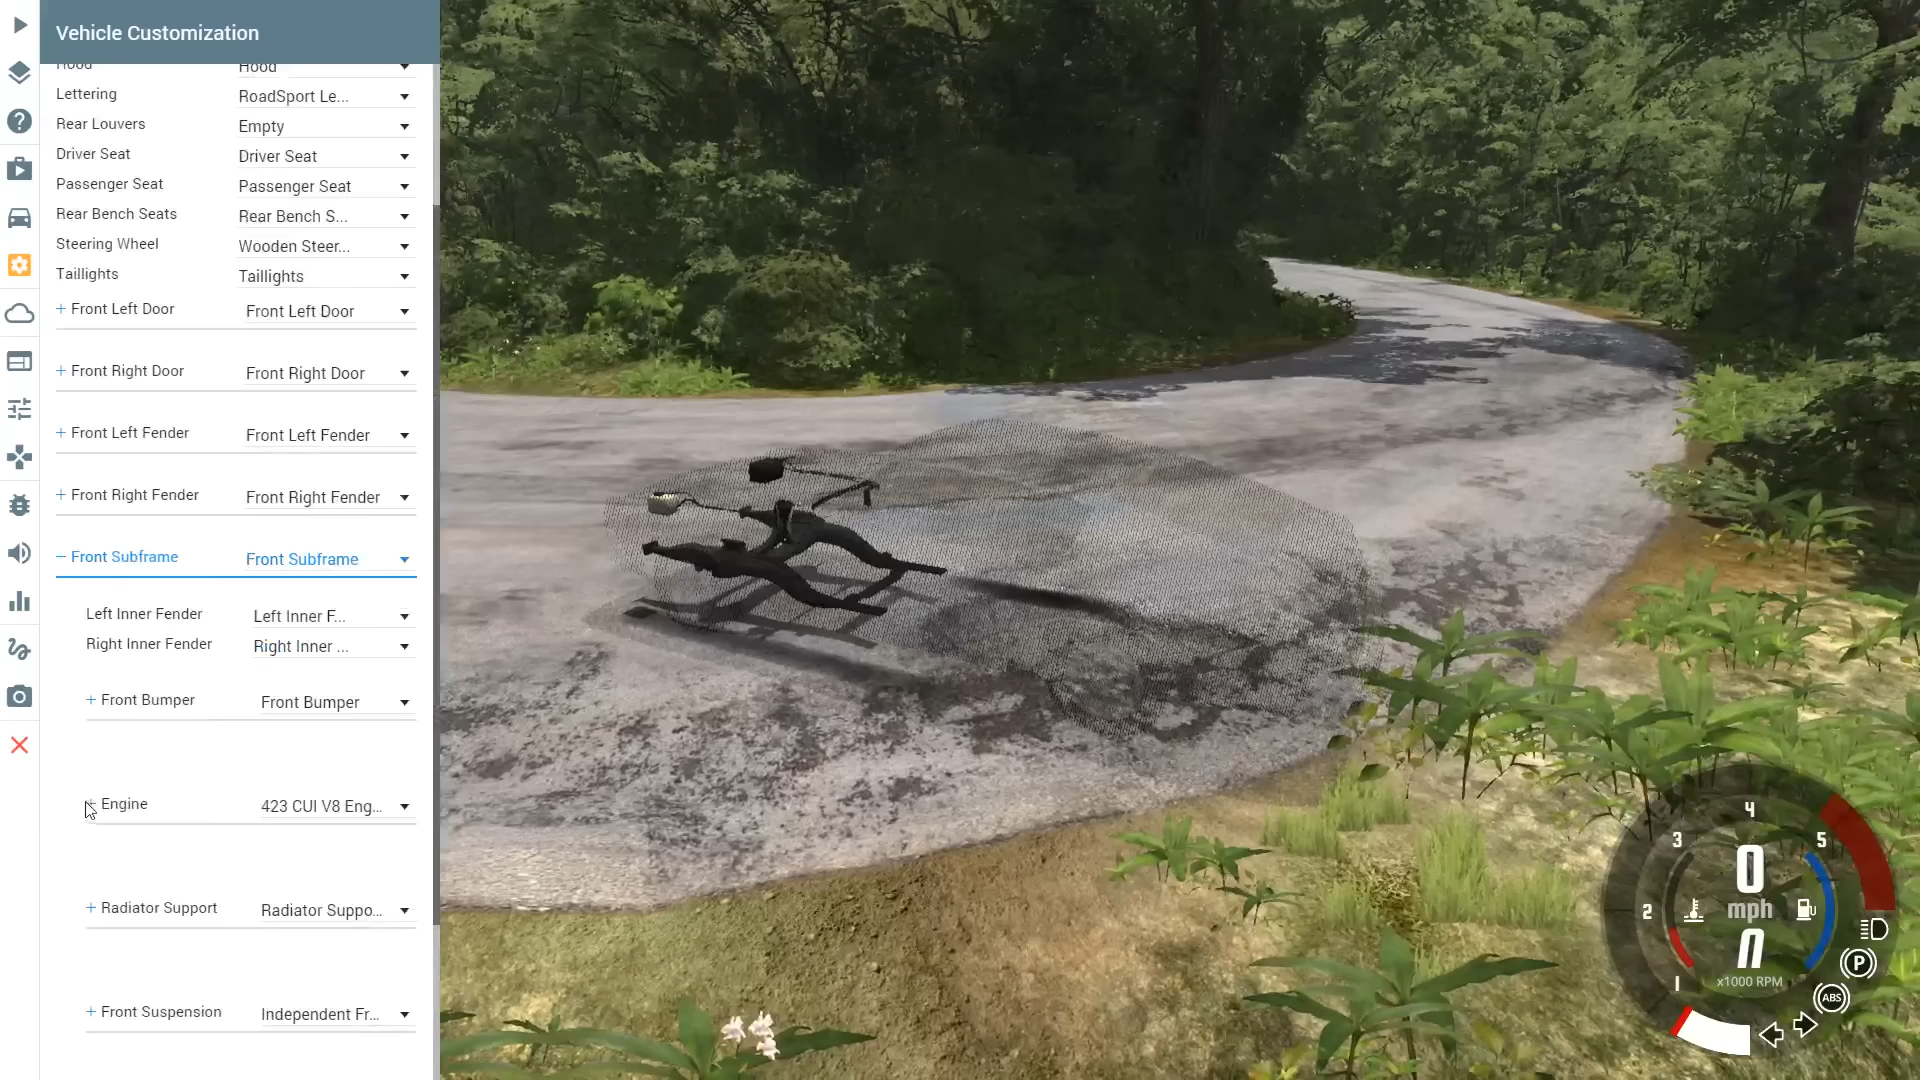 Vehicle Customization
Hood Hood
Lettering RoadSport Le...
Rear Louvers Empty
Driver Seat Driver Seat
Passenger Seat Passenger Seat
Rear Bench Seats Rear Bench S...
Steering Wheel Wooden Steer...
Taillights Taillights
+ Front Left Door Front Left Door
+ Front Right Door Front Right Door
+ Front Left Fender Front Left Fender
+ Front Right Fender Front Right Fender
− Front Subframe Front Subframe
Left Inner Fender Left Inner F...
Right Inner Fender Right Inner ...
+ Front Bumper Front Bumper
+ Engine 423 CUI V8 Eng...
+ Radiator Support Radiator Suppo...
+ Front Suspension Independent Fr...
4
3 5
0
2 mph
0
1 x1000 RPM
P
ABS